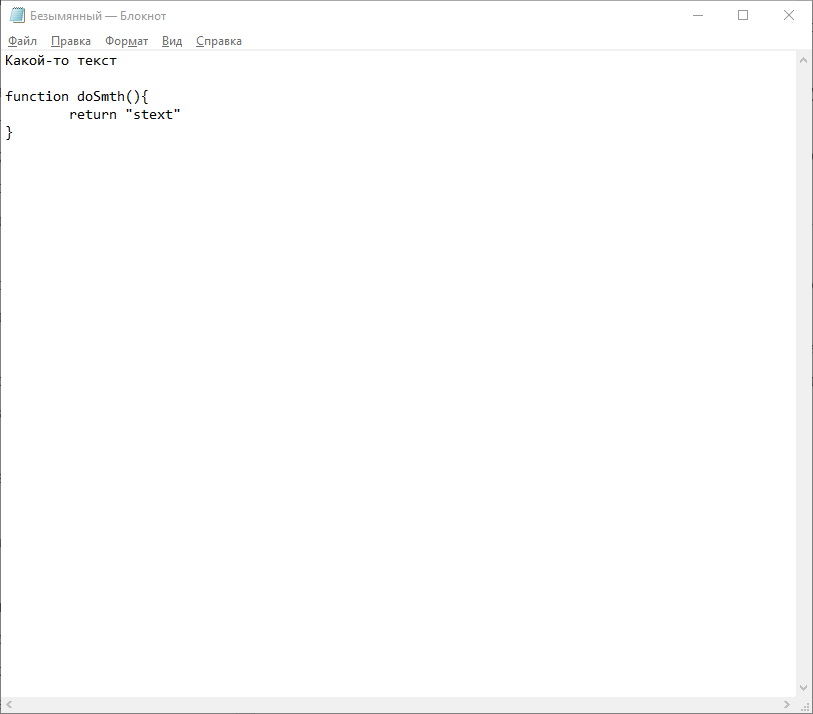 Безымянный — Блокнот
Файл Правка Формат Вид Справка
Какой-то текст

function doSmth(){
	return "stext"
}